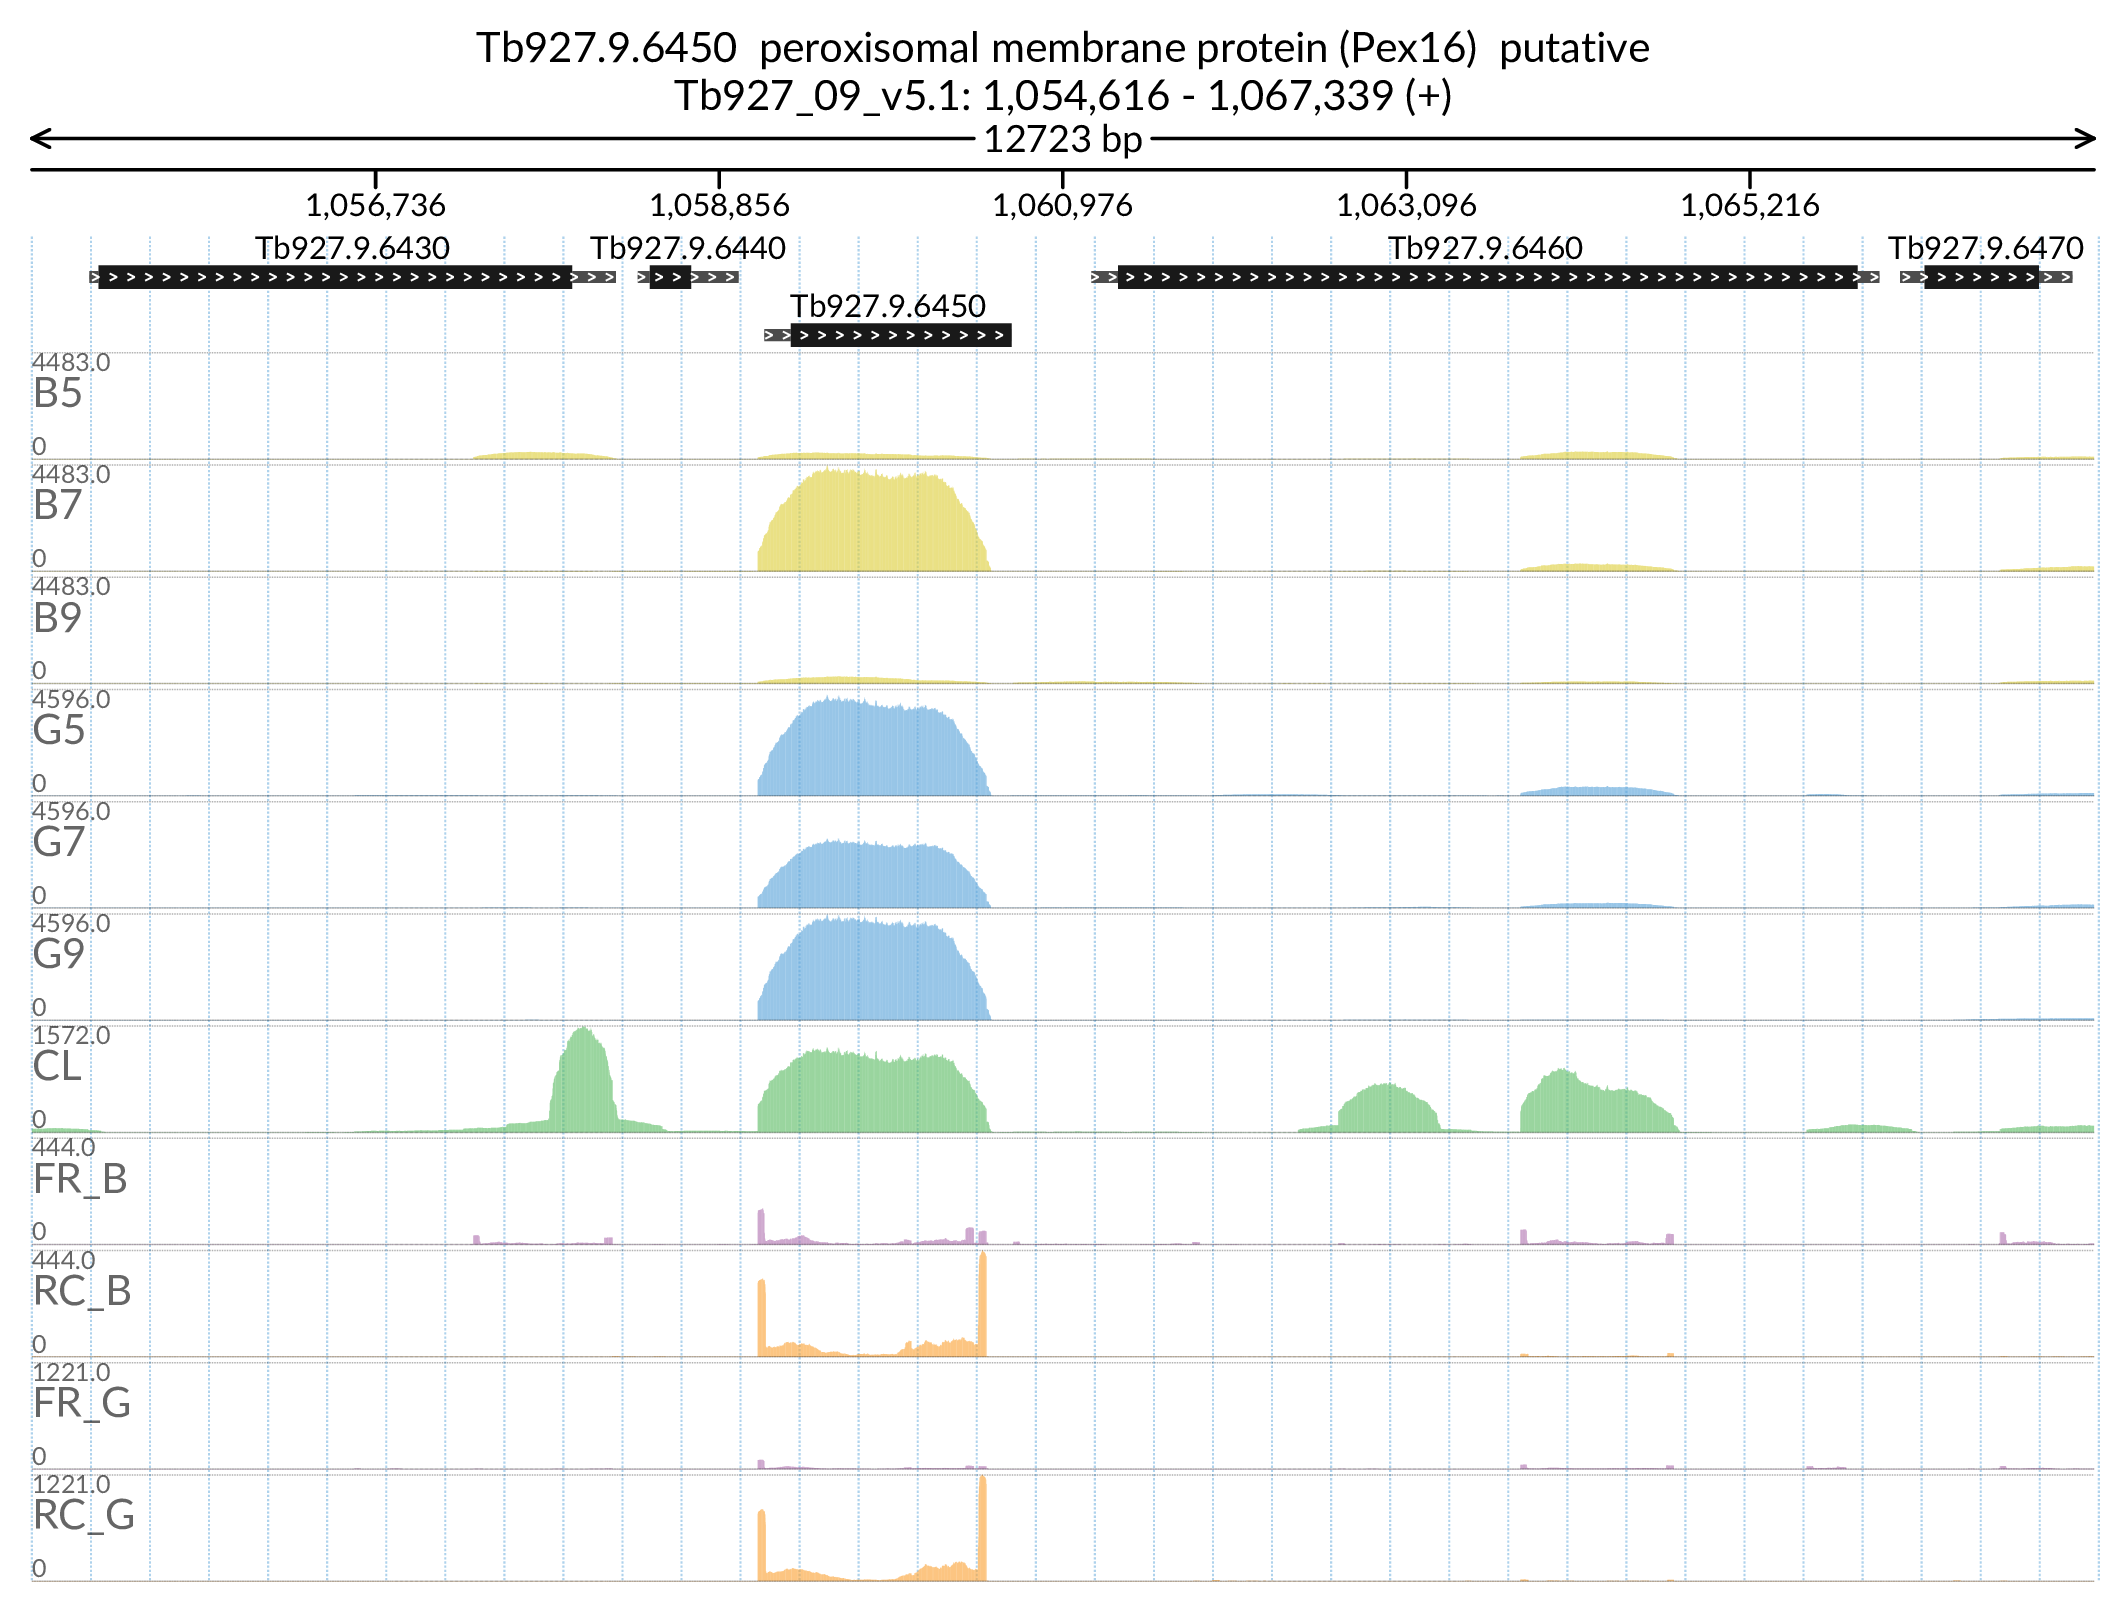 Tb927.9.6450  peroxisomal membrane protein (Pex16)  putative
Tb927_09_v5.1: 1,054,616 - 1,067,339 (+)
12723 bp
1,056,736 1,058,856 1,060,976 1,063,096 1,065,216
Tb927.9.6430 Tb927.9.6440 Tb927.9.6460 Tb927.9.6470
Tb927.9.6450
4483.0
B5
0
4483.0
B7
0
4483.0
B9
0
4596.0
G5
0
4596.0
G7
0
4596.0
G9
0
1572.0
CL
0
444.0
FR_B
0
444.0
RC_B
0
1221.0
FR_G
0
1221.0
RC_G
0